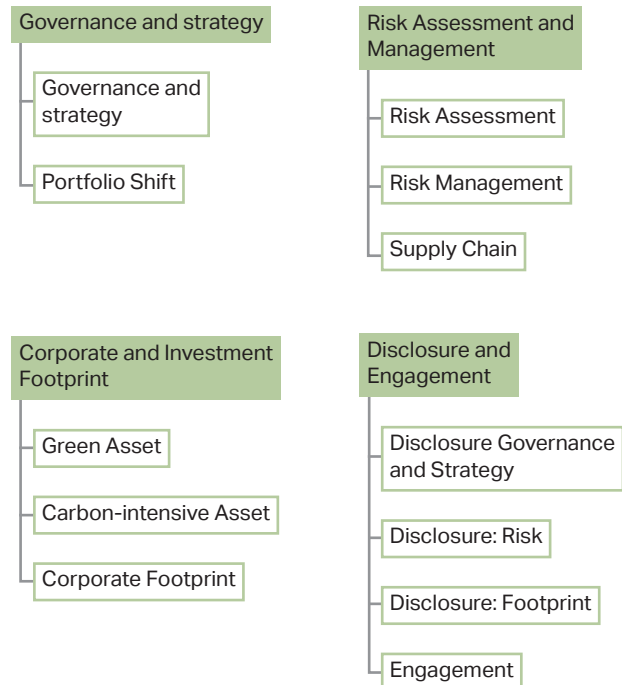 Governance and strategy
Governance and
strategy
Portfolio Shift
Risk Assessment and
Management
Risk Assessment
Risk Management
Supply Chain
Corporate and Investment
Footprint
Green Asset
Carbon-intensive Asset
Corporate Footprint
Disclosure and
Engagement
Disclosure Governance
and Strategy
Disclosure: Risk
Disclosure: Footprint
Engagement